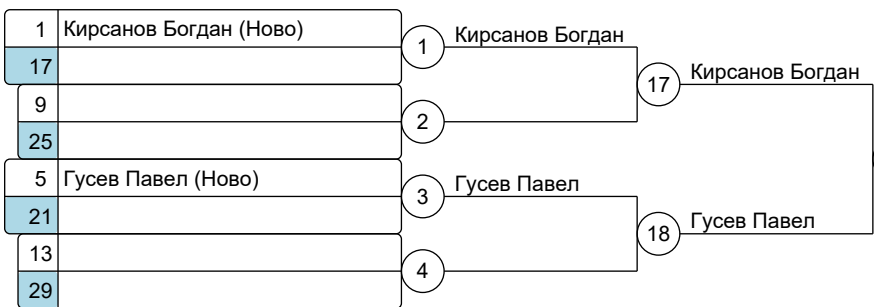 1 Кирсанов Богдан (Ново)
17
1 Кирсанов Богдан
9
25
2
17 Кирсанов Богдан
5 Гусев Павел (Ново)
21
3 Гусев Павел
13
29
4
18 Гусев Павел